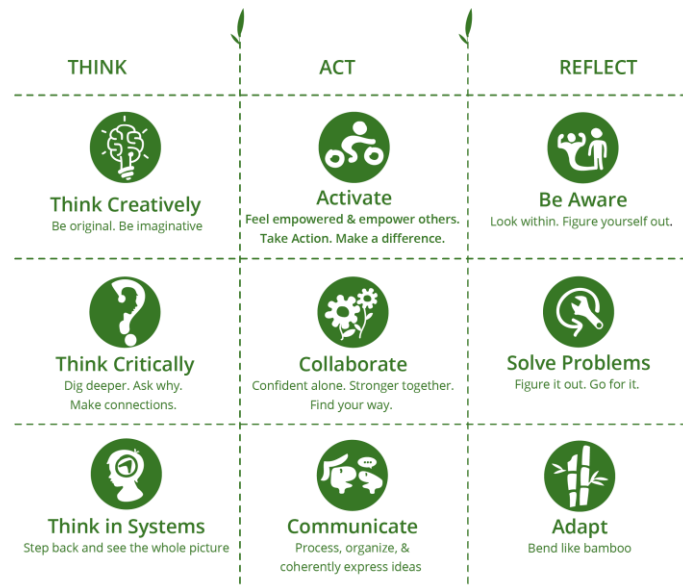 THINK
ACT
REFLECT
Think Creatively
Be original. Be imaginative
Activate
Feel empowered & empower others.
Take Action. Make a difference.
Be Aware
Look within. Figure yourself out.
Think Critically
Dig deeper. Ask why.
Make connections.
Collaborate
Confident alone. Stronger together.
Find your way.
Solve Problems
Figure it out. Go for it.
Think in Systems
Step back and see the whole picture
Communicate
Process, organize, &
coherently express ideas
Adapt
Bend like bamboo